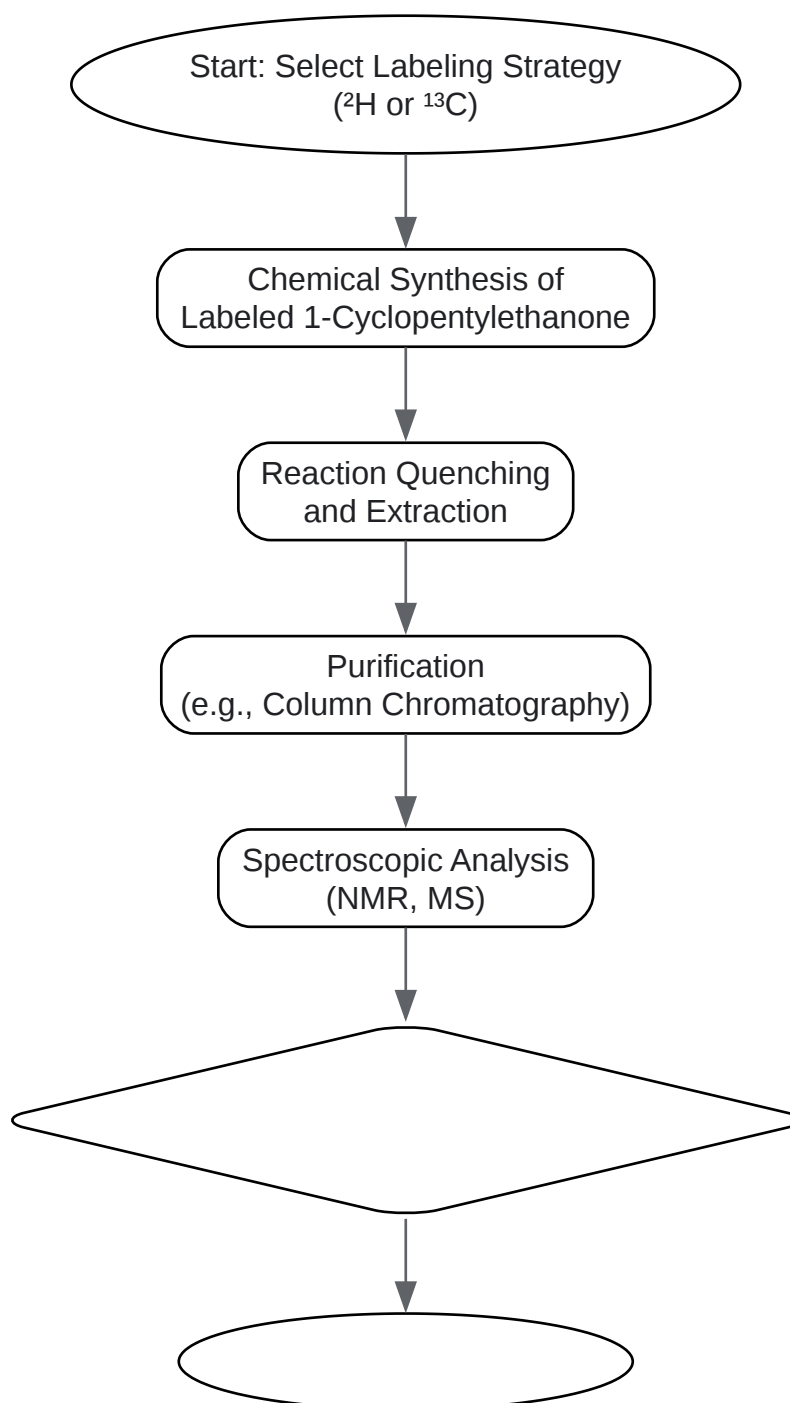 Start: Select Labeling Strategy
(²H or ¹³C)
Chemical Synthesis of
Labeled 1-Cyclopentylethanone
Reaction Quenching
and Extraction
Purification
(e.g., Column Chromatography)
Spectroscopic Analysis
(NMR, MS)